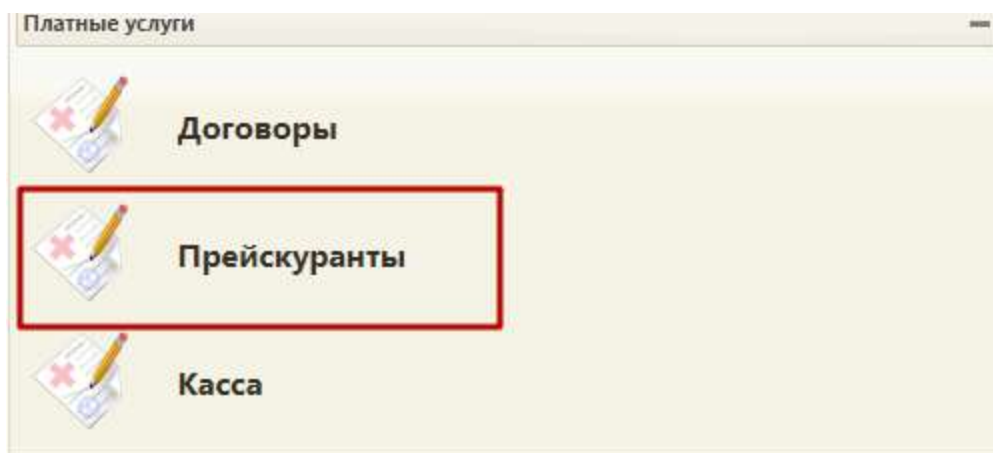 Платные услуги
Договоры
Прейскуранты
Касса